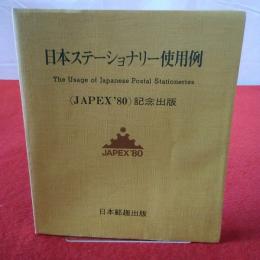 日本ステーショナリー使用例
The Usage of Japanese Postal Stationeries
〈JAPEX'80〉記念出版
JAPEX'80
日本郵趣出版